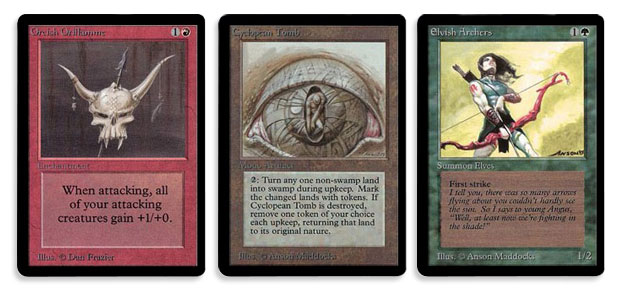 Orcish Oriflamme 1
Enchantment
When attacking, all
of your attacking
creatures gain +1/+0.
Illus. © Dan Frazier
Cyclopean Tomb
Mono Artifact
2: Turn any one non-swamp land
into swamp during upkeep. Mark
the changed lands with tokens. If
Cyclopean Tomb is destroyed,
remove one token of your choice
each upkeep, returning that land
to its original nature.
Illus. © Anson Maddocks
Elvish Archers 1
ANSON
Summon Elves
First strike
I tell you, there was so many arrows
flying about you couldn't hardly see
the sun. So I says to young Angus,
"Well, at least now we're fighting in
the shade!"
Illus. © Anson Maddocks 1/2